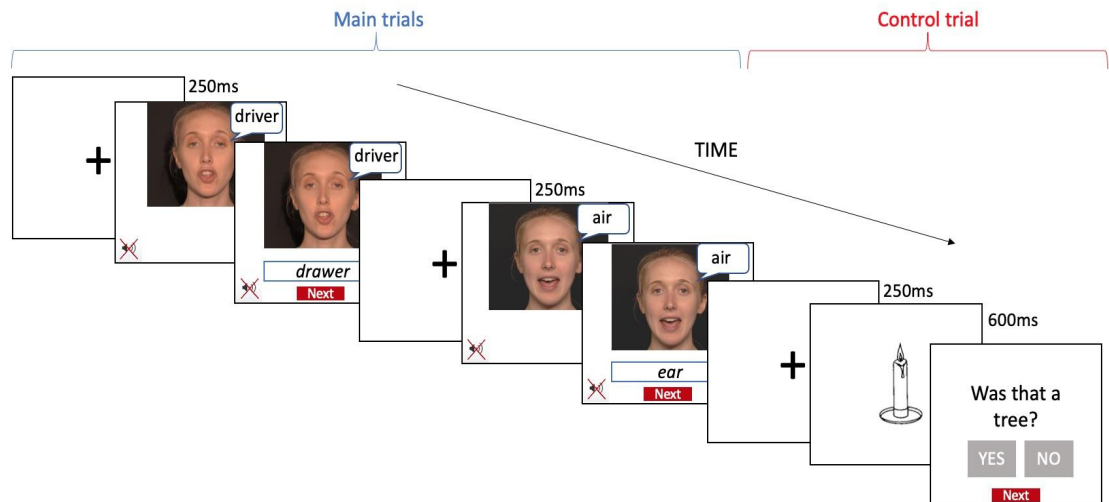 Main trials
Control trial
250ms
driver
driver
drawer
Next
TIME
250ms
air
air
ear
Next
250ms
600ms
Was that a
tree?
YES NO
Next